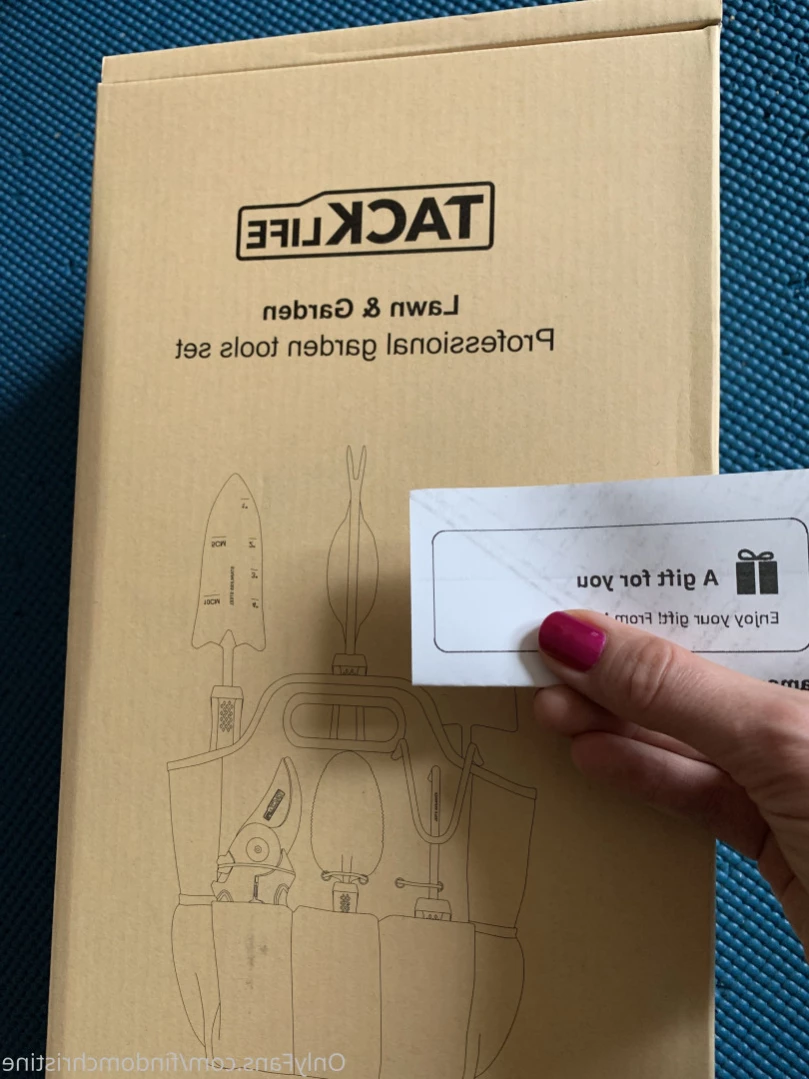 TACKLIFE
Lawn & Garden
Professional garden tools set
A gift for you
Enjoy your gift! From
OnlyFans.com/findomchristine